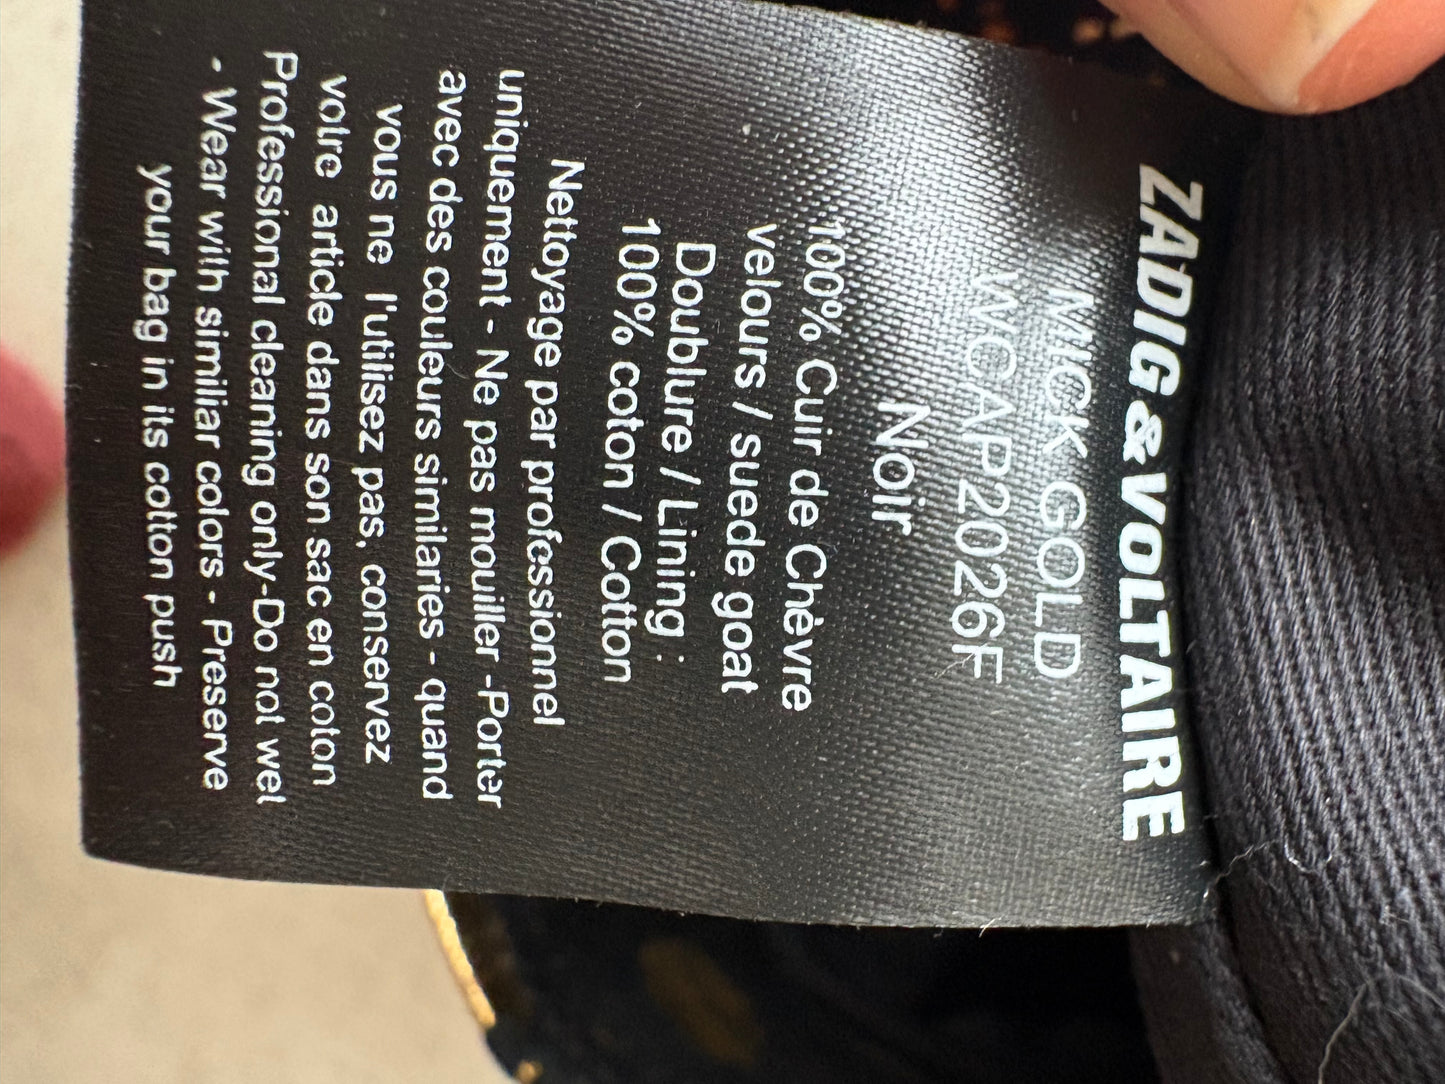 ZADIG & VOLTAIRE
MICK GOLD
WCAP2026F
Noir
100% Cuir de Chèvre
velours / suede goat
Doublure / Lining :
100% coton / Cotton
Nettoyage par professionnel
uniquement - Ne pas mouiller -Porter
avec des couleurs similaries - quand
vous ne l'utilisez pas, conservez
votre article dans son sac en coton
Professional cleaning only-Do not wet
- Wear with similiar colors - Preserve
your bag in its cotton push